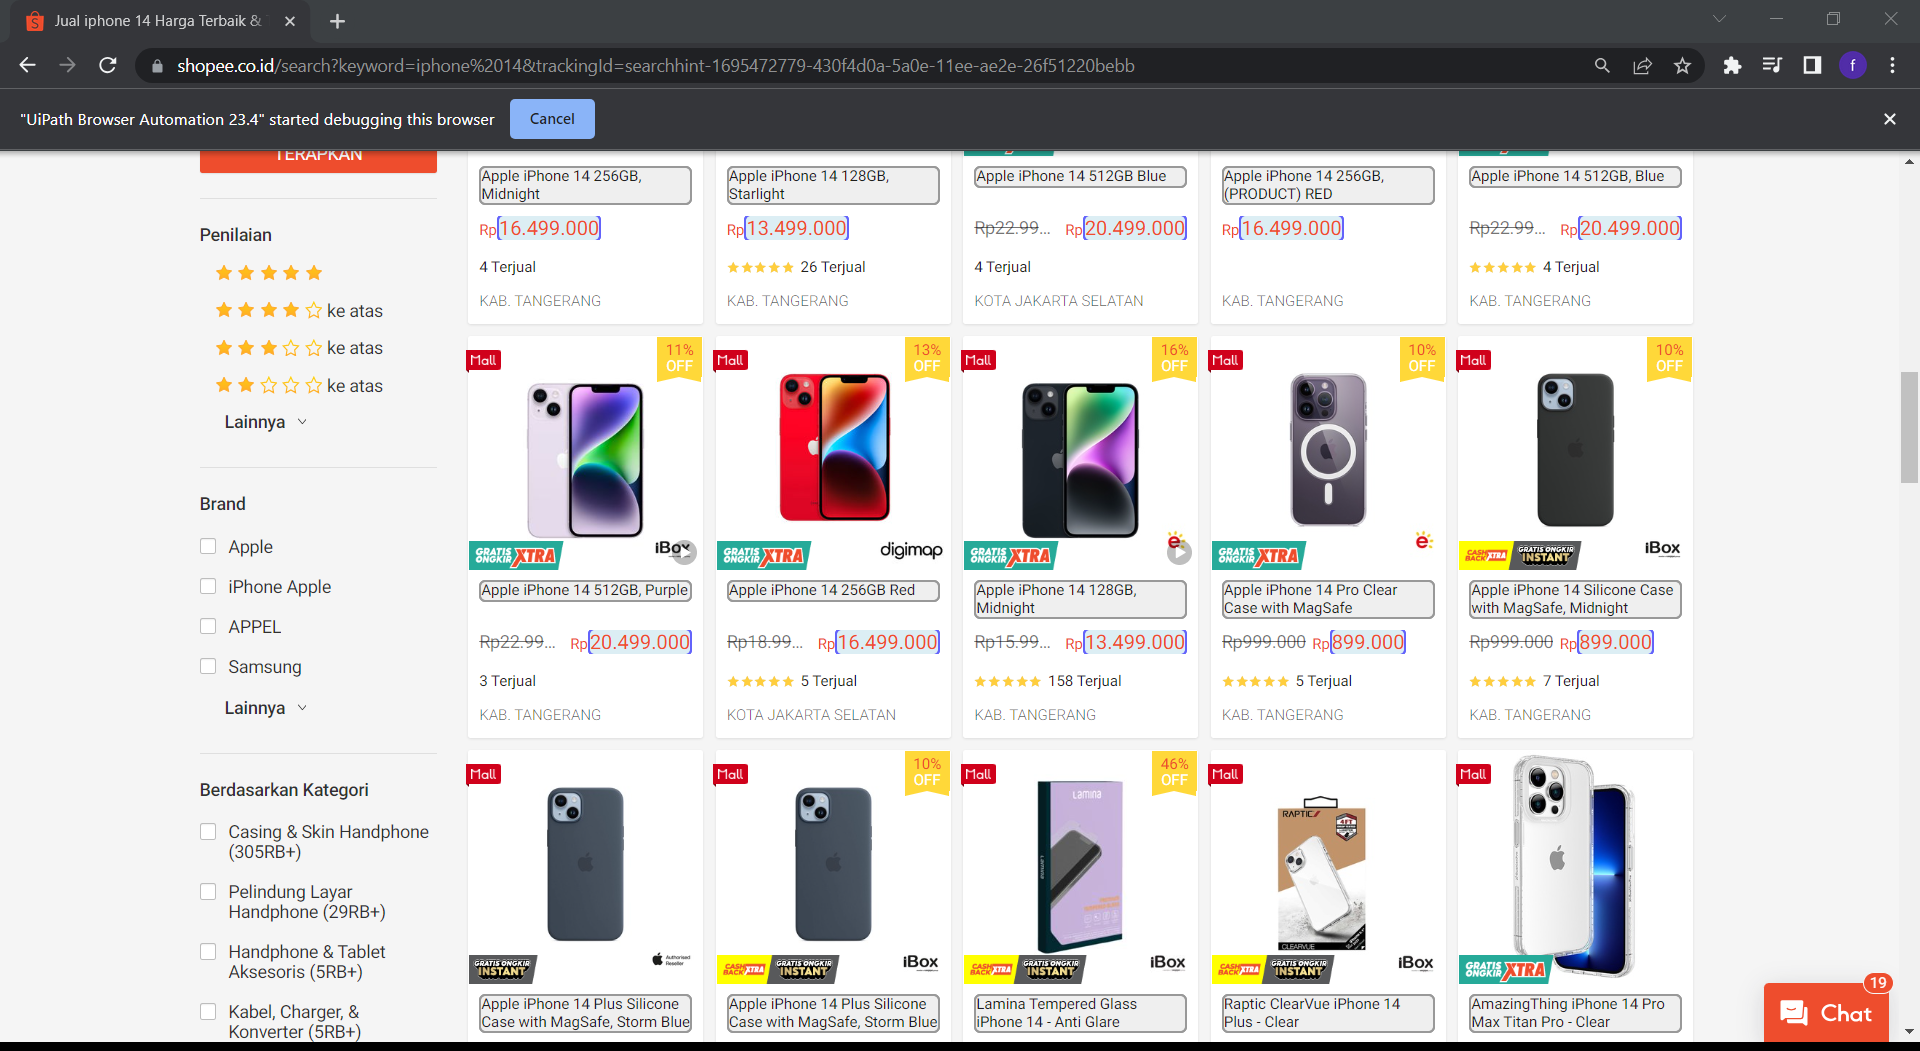 Jual iphone 14 Harga Terbaik &
shopee.co.id/search?keyword=iphone%2014&trackingId=searchhint-1695472779-430f4d0a-5a0e-11ee-ae2e-26f51220bebb
f
"UiPath Browser Automation 23.4" started debugging this browser
Cancel
TERAPKAN
Penilaian
ke atas
ke atas
ke atas
Lainnya
Brand
Apple
iPhone Apple
APPEL
Samsung
Lainnya
Berdasarkan Kategori
Casing & Skin Handphone
(305RB+)
Pelindung Layar
Handphone (29RB+)
Handphone & Tablet
Aksesoris (5RB+)
Kabel, Charger, &
Konverter (5RB+)
Apple iPhone 14 256GB,
Midnight
Rp16.499.000
4 Terjual
KAB. TANGERANG
Apple iPhone 14 128GB,
Starlight
Rp13.499.000
26 Terjual
KAB. TANGERANG
Apple iPhone 14 512GB Blue
Rp22.99... Rp20.499.000
4 Terjual
KOTA JAKARTA SELATAN
Apple iPhone 14 256GB,
(PRODUCT) RED
Rp16.499.000
KAB. TANGERANG
Apple iPhone 14 512GB, Blue
Rp22.99... Rp20.499.000
4 Terjual
KAB. TANGERANG
Mall
11%
OFF
GRATIS ONGKIR XTRA
iBox
Apple iPhone 14 512GB, Purple
Rp22.99... Rp20.499.000
3 Terjual
KAB. TANGERANG
Mall
13%
OFF
GRATIS ONGKIR XTRA
digimap
Apple iPhone 14 256GB Red
Rp18.99... Rp16.499.000
5 Terjual
KOTA JAKARTA SELATAN
Mall
16%
OFF
GRATIS ONGKIR XTRA
e
Apple iPhone 14 128GB,
Midnight
Rp15.99... Rp13.499.000
158 Terjual
KAB. TANGERANG
Mall
10%
OFF
GRATIS ONGKIR XTRA
e
Apple iPhone 14 Pro Clear
Case with MagSafe
Rp999.000 Rp899.000
5 Terjual
KAB. TANGERANG
Mall
10%
OFF
CASHBACK XTRA GRATIS ONGKIR INSTANT
iBox
Apple iPhone 14 Silicone Case
with MagSafe, Midnight
Rp999.000 Rp899.000
7 Terjual
KAB. TANGERANG
Mall
GRATIS ONGKIR INSTANT
Authorised
Reseller
Apple iPhone 14 Plus Silicone
Case with MagSafe, Storm Blue
Mall
10%
OFF
CASHBACK XTRA GRATIS ONGKIR INSTANT
iBox
Apple iPhone 14 Plus Silicone
Case with MagSafe, Storm Blue
Mall
46%
OFF
Lamina
CASHBACK XTRA GRATIS ONGKIR INSTANT
iBox
Lamina Tempered Glass
iPhone 14 - Anti Glare
Mall
RAPTIC
4FT
CLEARVUE
CASHBACK XTRA GRATIS ONGKIR INSTANT
iBox
Raptic ClearVue iPhone 14
Plus - Clear
Mall
GRATIS ONGKIR XTRA
AmazingThing iPhone 14 Pro
Max Titan Pro - Clear
19
Chat